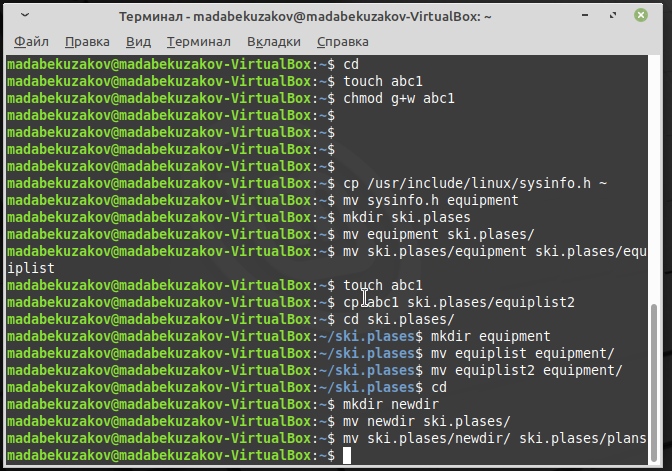 Терминал - madabekuzakov@madabekuzakov-VirtualBox: ~
Файл Правка Вид Терминал Вкладки Справка
madabekuzakov@madabekuzakov-VirtualBox:~$ cd
madabekuzakov@madabekuzakov-VirtualBox:~$ touch abc1
madabekuzakov@madabekuzakov-VirtualBox:~$ chmod g+w abc1
madabekuzakov@madabekuzakov-VirtualBox:~$
madabekuzakov@madabekuzakov-VirtualBox:~$
madabekuzakov@madabekuzakov-VirtualBox:~$
madabekuzakov@madabekuzakov-VirtualBox:~$
madabekuzakov@madabekuzakov-VirtualBox:~$ cp /usr/include/linux/sysinfo.h ~
madabekuzakov@madabekuzakov-VirtualBox:~$ mv sysinfo.h equipment
madabekuzakov@madabekuzakov-VirtualBox:~$ mkdir ski.plases
madabekuzakov@madabekuzakov-VirtualBox:~$ mv equipment ski.plases/
madabekuzakov@madabekuzakov-VirtualBox:~$ mv ski.plases/equipment ski.plases/equ
iplist
madabekuzakov@madabekuzakov-VirtualBox:~$ touch abc1
madabekuzakov@madabekuzakov-VirtualBox:~$ cp abc1 ski.plases/equiplist2
madabekuzakov@madabekuzakov-VirtualBox:~$ cd ski.plases/
madabekuzakov@madabekuzakov-VirtualBox:~/ski.plases$ mkdir equipment
madabekuzakov@madabekuzakov-VirtualBox:~/ski.plases$ mv equiplist equipment/
madabekuzakov@madabekuzakov-VirtualBox:~/ski.plases$ mv equiplist2 equipment/
madabekuzakov@madabekuzakov-VirtualBox:~/ski.plases$ cd
madabekuzakov@madabekuzakov-VirtualBox:~$ mkdir newdir
madabekuzakov@madabekuzakov-VirtualBox:~$ mv newdir ski.plases/
madabekuzakov@madabekuzakov-VirtualBox:~$ mv ski.plases/newdir/ ski.plases/plans
madabekuzakov@madabekuzakov-VirtualBox:~$